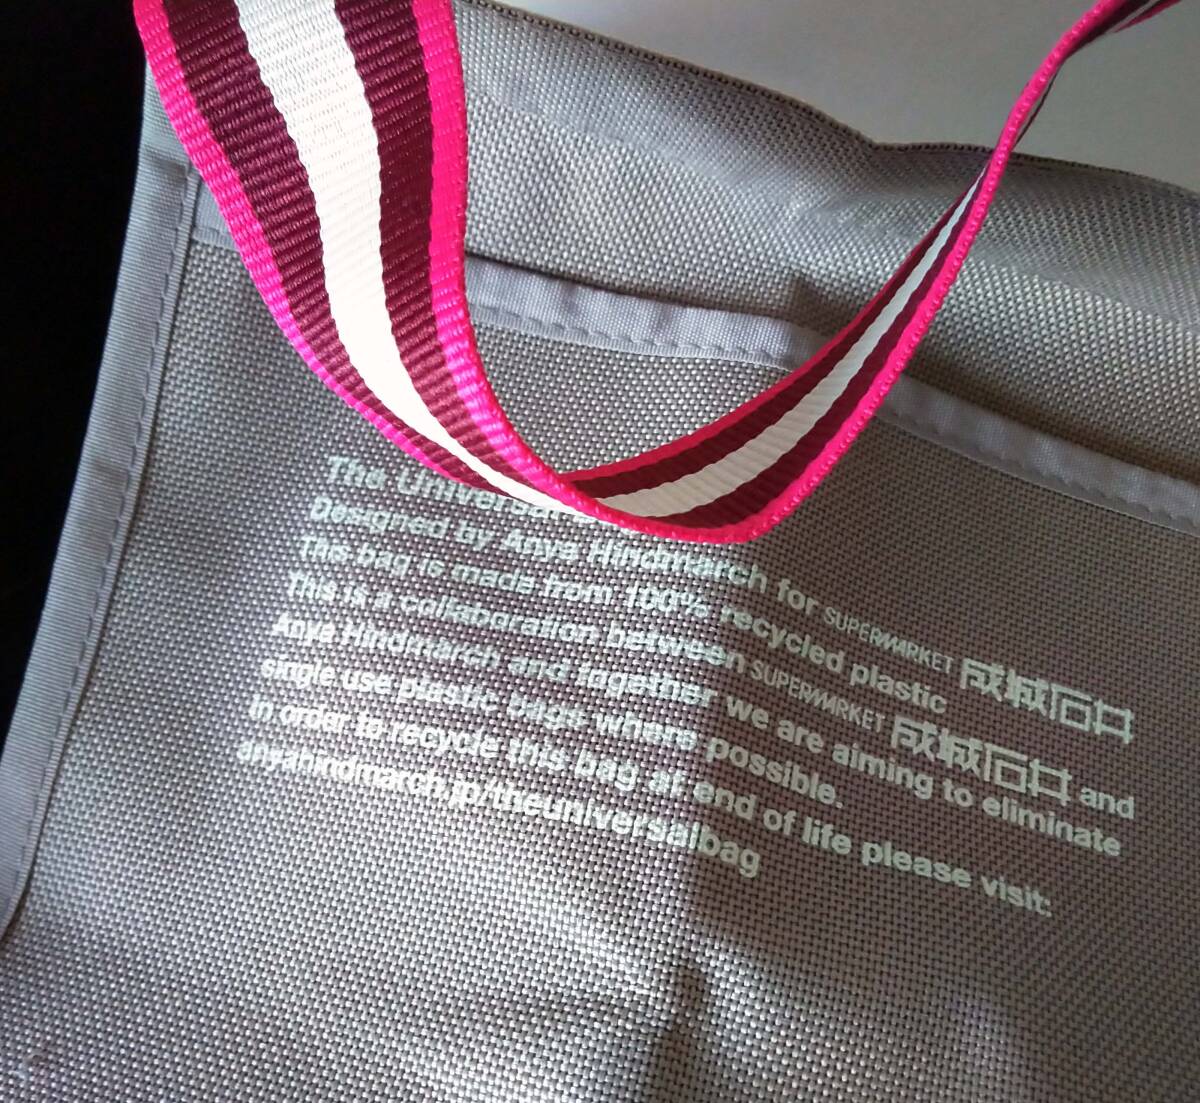 The Universal
Designed by Anya Hindmarch for SUPERMARKET 成城石井
This bag is made from 100% recycled plastic
This is a collaboration between SUPERMARKET 成城石井 and
Anya Hindmarch and together we are aiming to eliminate
single use plastic bags where possible.
In order to recycle this bag at end of life please visit:
anyahindmarch.jp/theuniversalbag